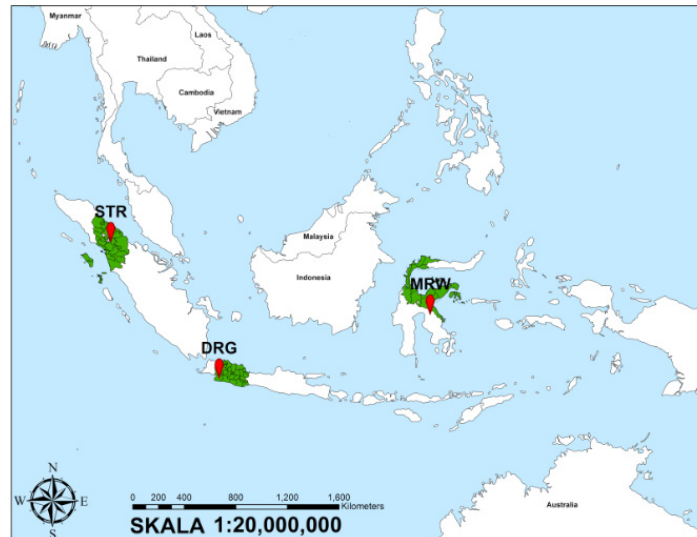 Myanmar
Laos
Thailand
Cambodia
Vietnam
STR
Malaysia
Indonesia
MRW
DRG
N
W
E
S
0 200 400 800 1,200 1,600
Kilometers
SKALA 1:20,000,000
Australia